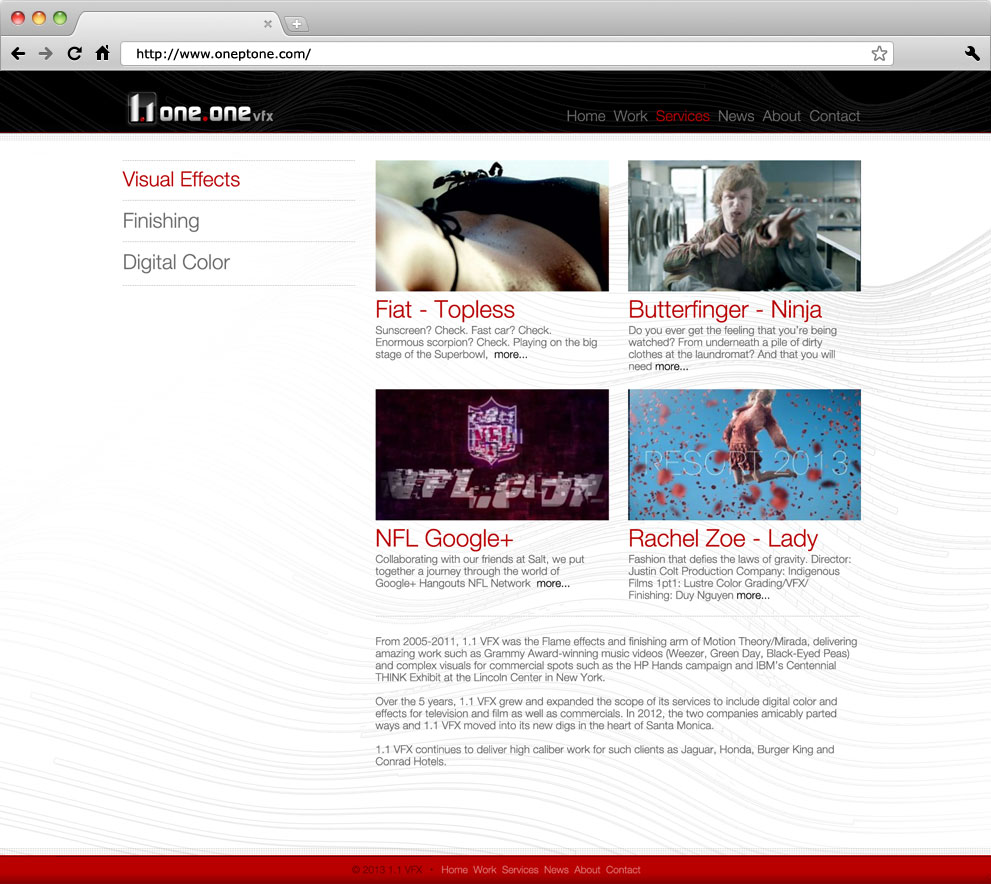 http://www.oneptone.com/
1.1 one.one vfx
Home Work Services News About Contact
Visual Effects
Finishing
Digital Color
Fiat - Topless
Sunscreen? Check. Fast car? Check.
Enormous scorpion? Check. Playing on the big
stage of the Superbowl, more...
Butterfinger - Ninja
Do you ever get the feeling that you're being
watched? From underneath a pile of dirty
clothes at the laundromat? And that you will
need more...
NFL
NFL.COM
NFL Google+
Collaborating with our friends at Salt, we put
together a journey through the world of
Google+ Hangouts NFL Network more...
RESORT 2013
Rachel Zoe - Lady
Fashion that defies the laws of gravity. Director:
Justin Colt Production Company: Indigenous
Films 1pt1: Lustre Color Grading/VFX/
Finishing: Duy Nguyen more...
From 2005-2011, 1.1 VFX was the Flame effects and finishing arm of Motion Theory/Mirada, delivering
amazing work such as Grammy Award-winning music videos (Weezer, Green Day, Black-Eyed Peas)
and complex visuals for commercial spots such as the HP Hands campaign and IBM's Centennial
THINK Exhibit at the Lincoln Center in New York.
Over the 5 years, 1.1 VFX grew and expanded the scope of its services to include digital color and
effects for television and film as well as commercials. In 2012, the two companies amicably parted
ways and 1.1 VFX moved into its new digs in the heart of Santa Monica.
1.1 VFX continues to deliver high caliber work for such clients as Jaguar, Honda, Burger King and
Conrad Hotels.
© 2013 1.1 VFX - Home Work Services News About Contact